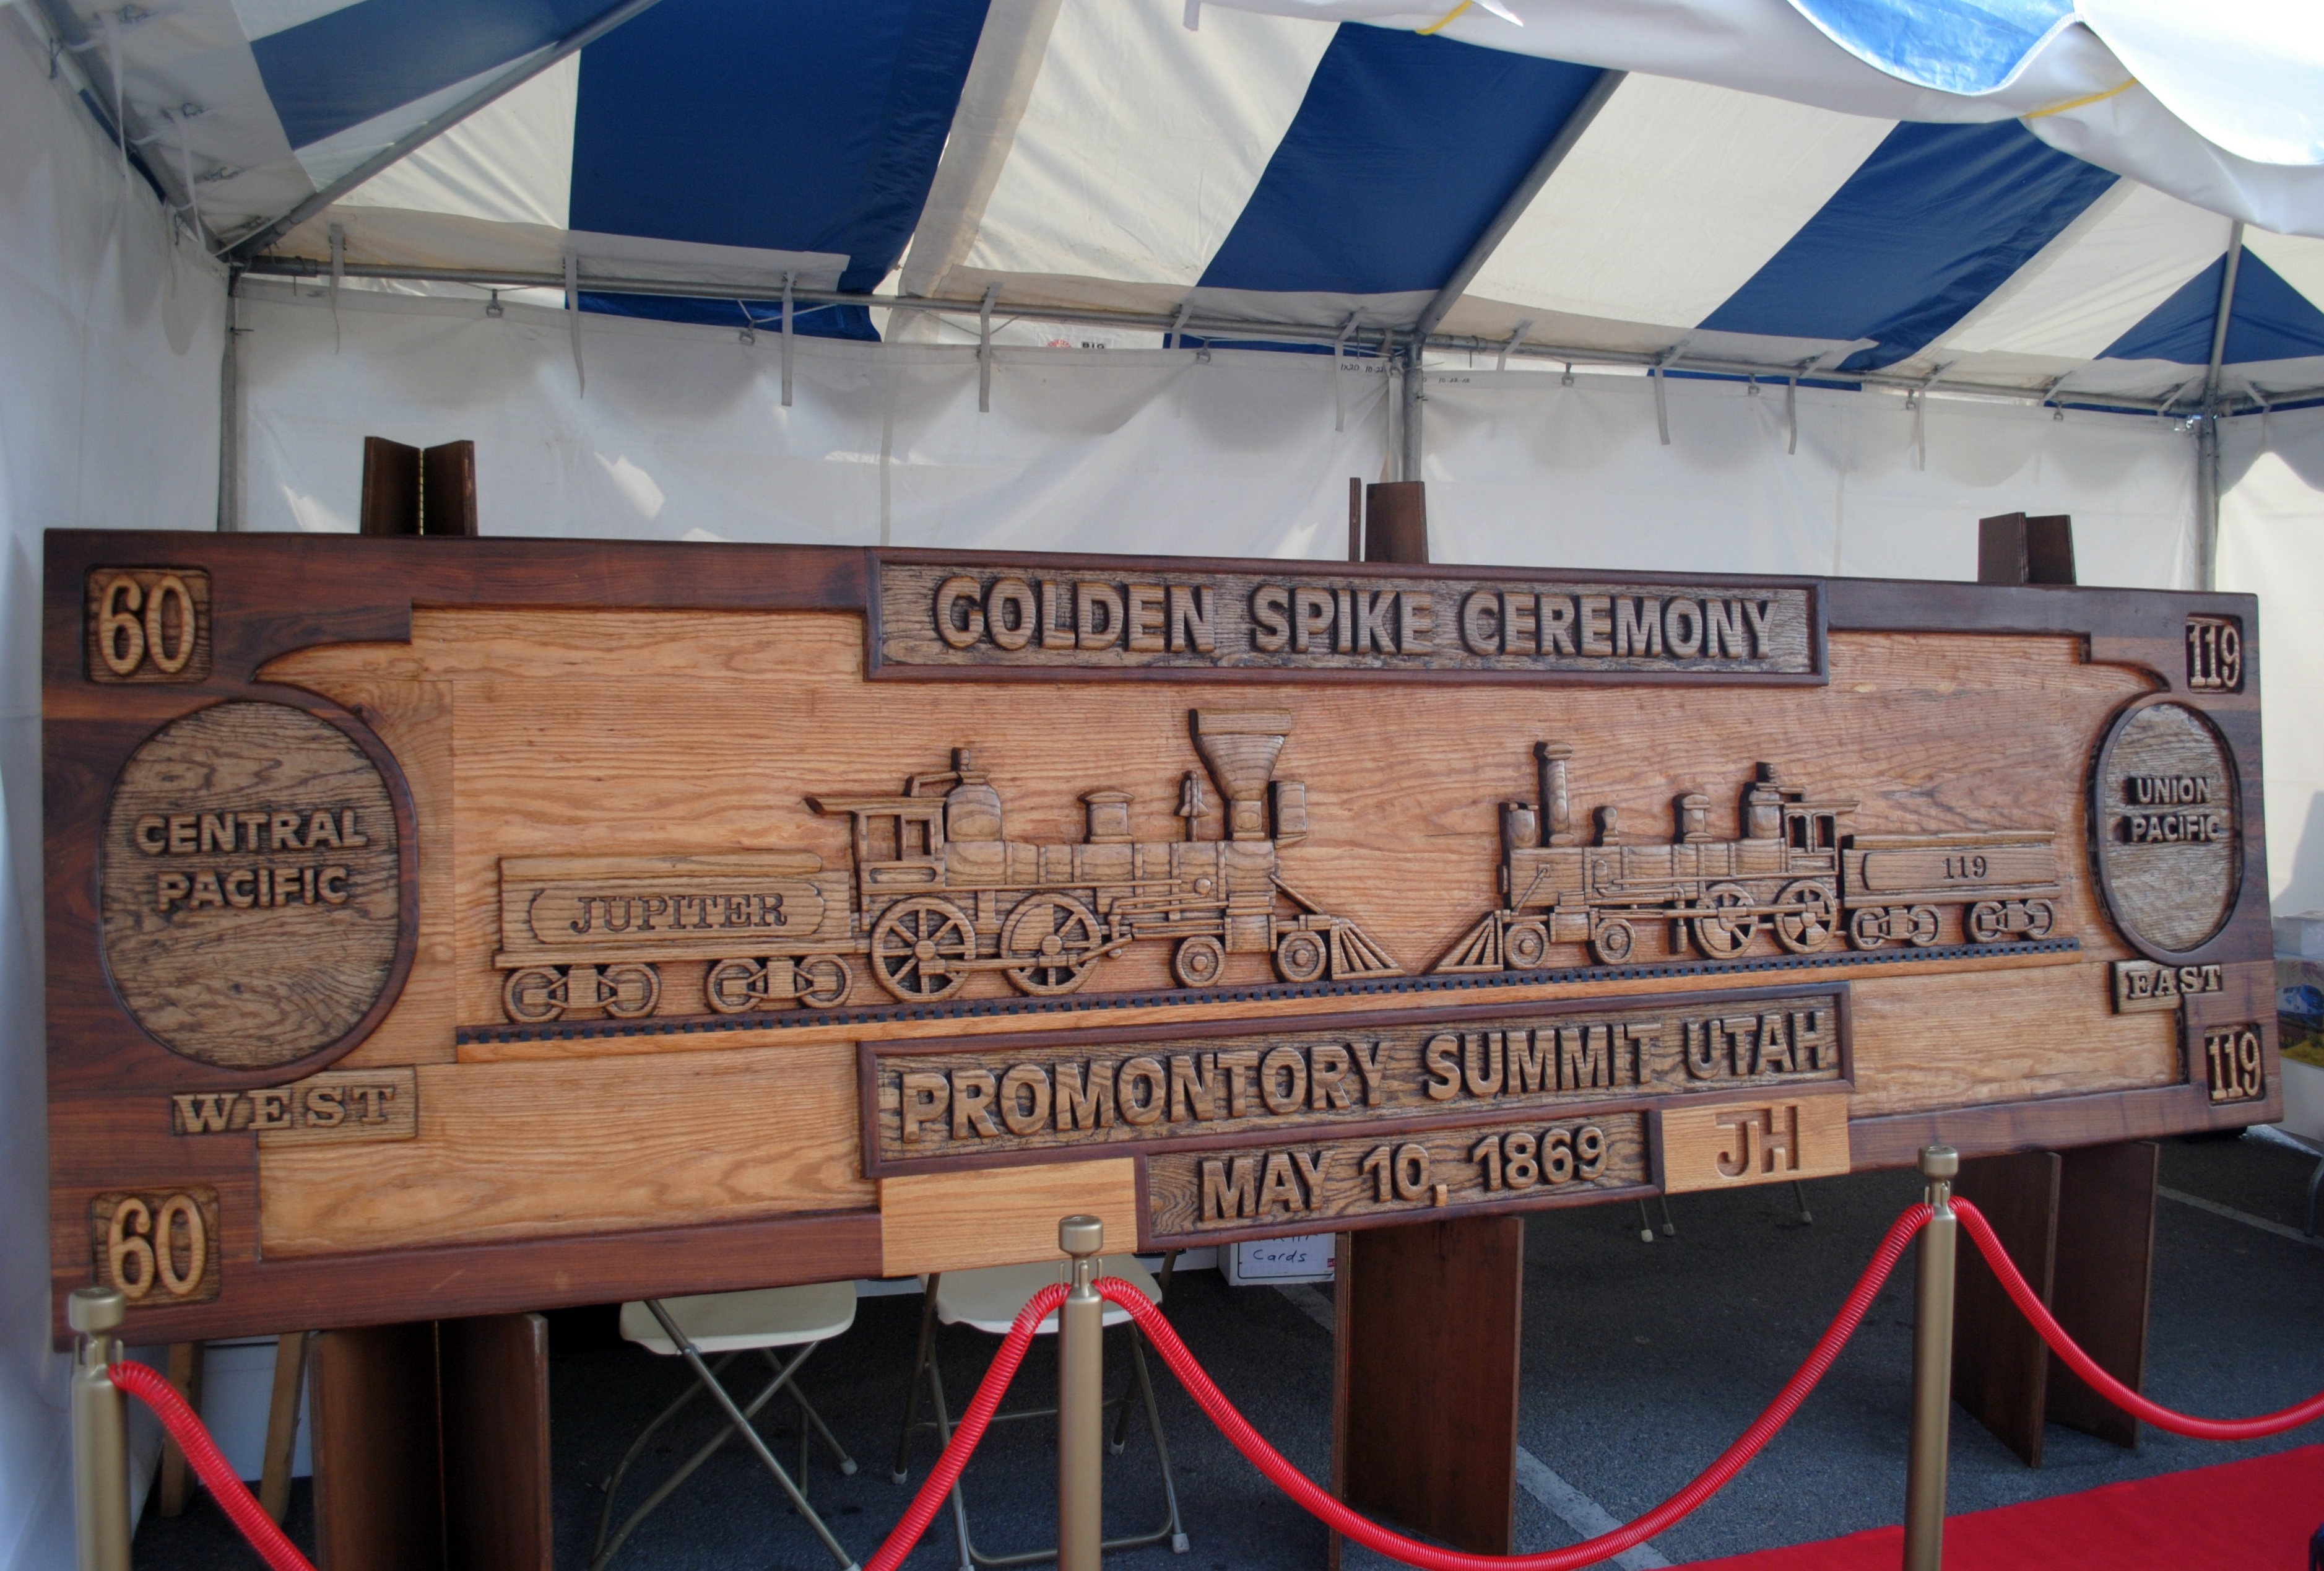 BIG
60
GOLDEN SPIKE CEREMONY
119
CENTRAL
PACIFIC
JUPITER
119
UNION
PACIFIC
WEST
EAST
PROMONTORY SUMMIT UTAH
MAY 10, 1869
JH
60
119
Cards